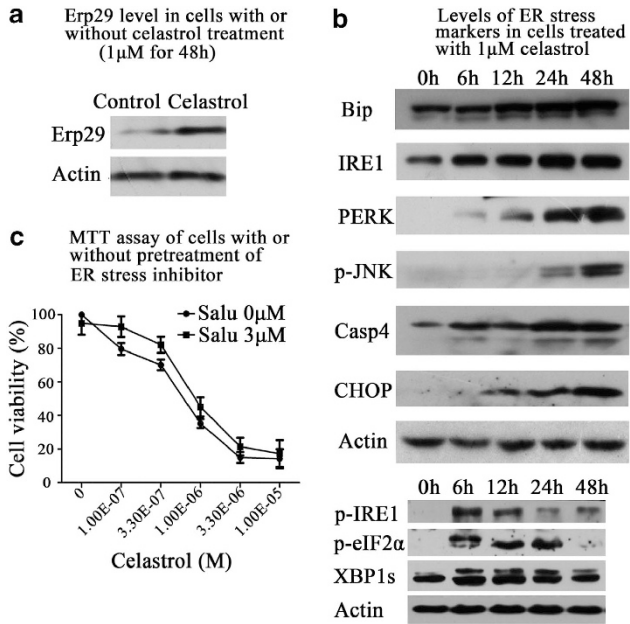 a
Erp29 level in cells with or
without celastrol treatment
(1μM for 48h)
Control Celastrol
Erp29
Actin
b
Levels of ER stress
markers in cells treated
with 1μM celastrol
0h 6h 12h 24h 48h
Bip
IRE1
PERK
p-JNK
Casp4
CHOP
Actin
0h 6h 12h 24h 48h
p-IRE1
p-eIF2α
XBP1s
Actin
c
MTT assay of cells with or
without pretreatment of
ER stress inhibitor
Salu 0μM
Salu 3μM
Cell viability (%)
100
80
60
40
20
0
0
1.00E-07
3.30E-07
1.00E-06
3.30E-06
1.00E-05
Celastrol (M)